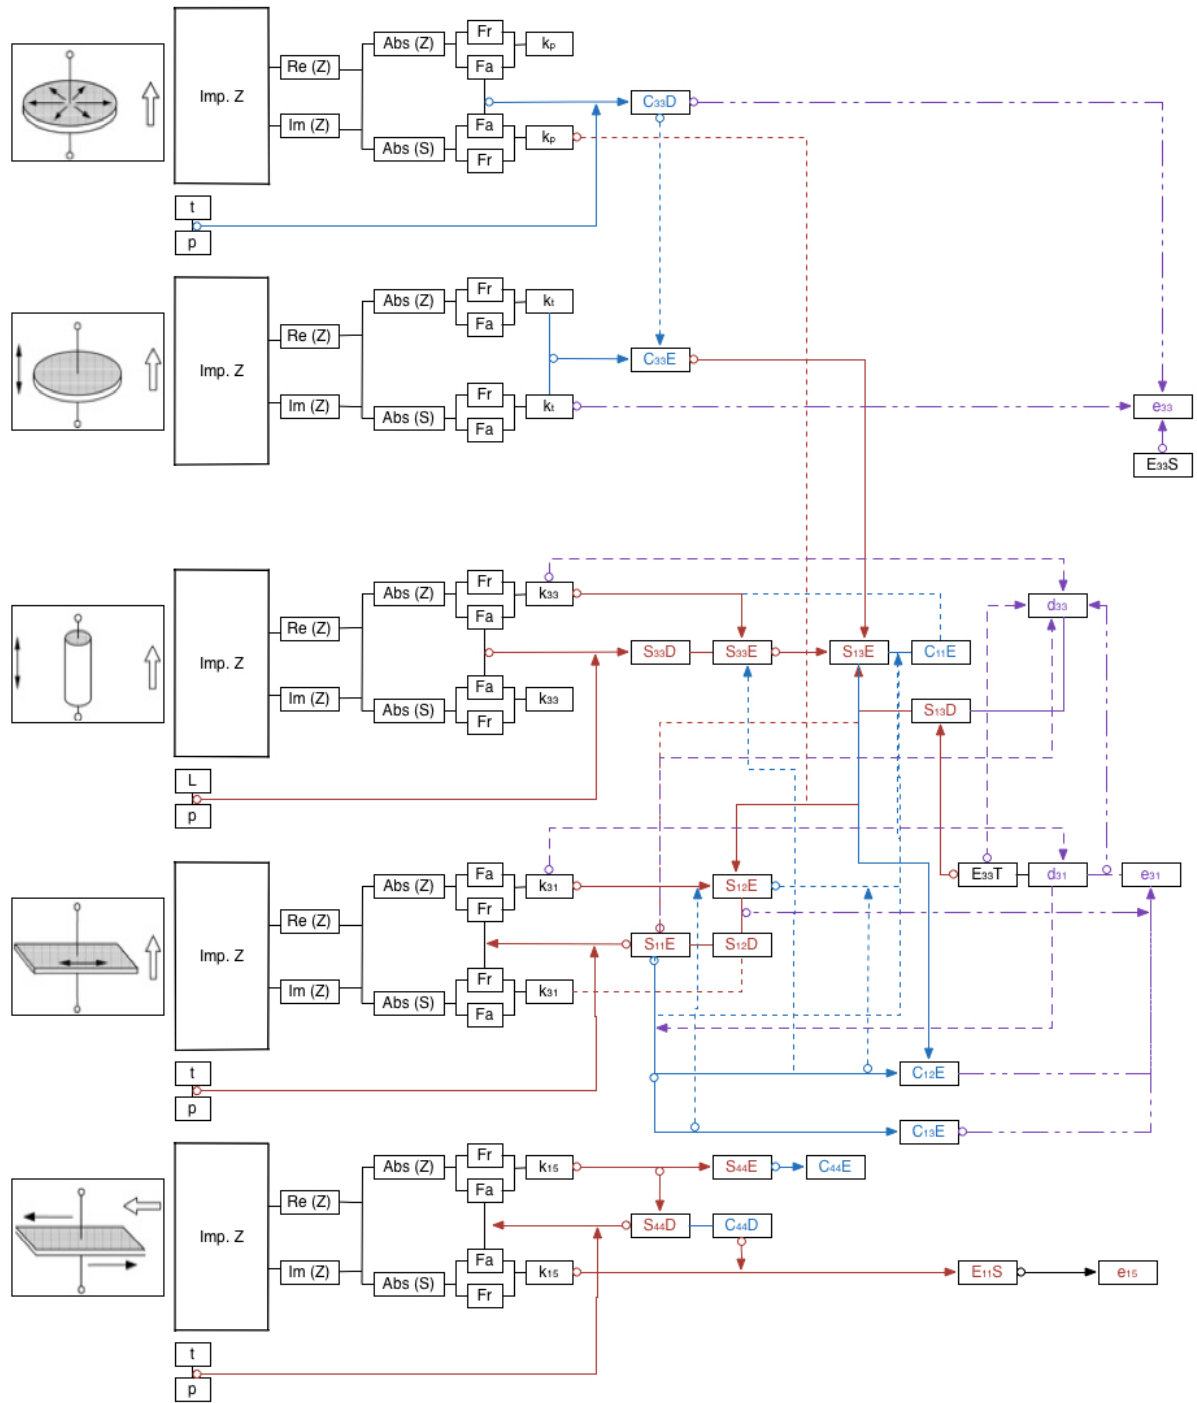 Fr
Abs (Z)
kp
Re (Z)
Fa
Imp. Z
C33D
Im (Z)
Fa
kp
Abs (S)
Fr
t
p
Fr
Abs (Z)
kt
Fa
Re (Z)
C33E
Imp. Z
Fr
Im (Z)
kt
e33
Abs (S)
Fa
E33S
Fr
Abs (Z)
k33
d33
Fa
Re (Z)
S33D
S33E
S13E
C11E
Imp. Z
Fa
Im (Z)
k33
Abs (S)
S13D
Fr
L
p
Fa
Abs (Z)
k31
S12E
E33T
d31
e31
Fr
Re (Z)
S11E
S12D
Imp. Z
Fr
Im (Z)
k31
Abs (S)
Fa
t
C12E
p
C13E
Fr
Abs (Z)
k15
S44E
C44E
Fa
Re (Z)
S44D
C44D
Imp. Z
Fa
Im (Z)
k15
E11S
e15
Abs (S)
Fr
t
p